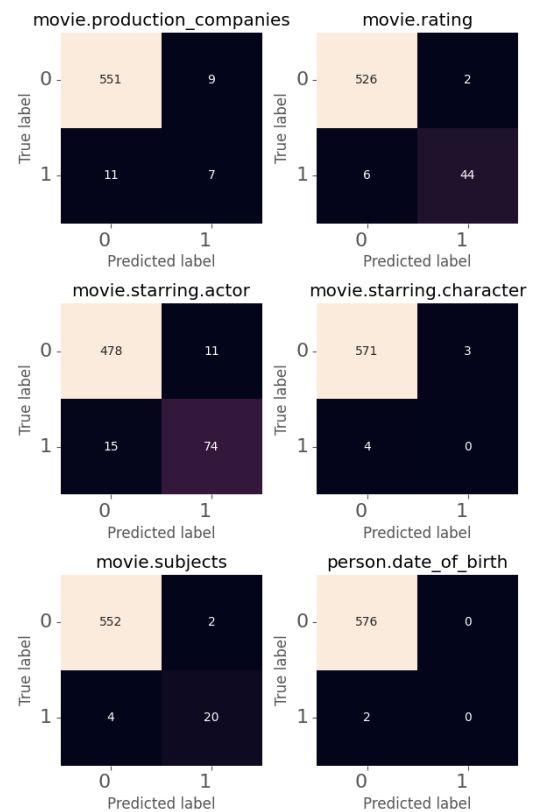 movie.production_companies movie.rating
0 551 9 0 526 2
True label True label
1 11 7 1 6 44
0 1 0 1
Predicted label Predicted label
movie.starring.actor movie.starring.character
0 478 11 0 571 3
True label True label
1 15 74 1 4 0
0 1 0 1
Predicted label Predicted label
movie.subjects person.date_of_birth
0 552 2 0 576 0
True label True label
1 4 20 1 2 0
0 1 0 1
Predicted label Predicted label